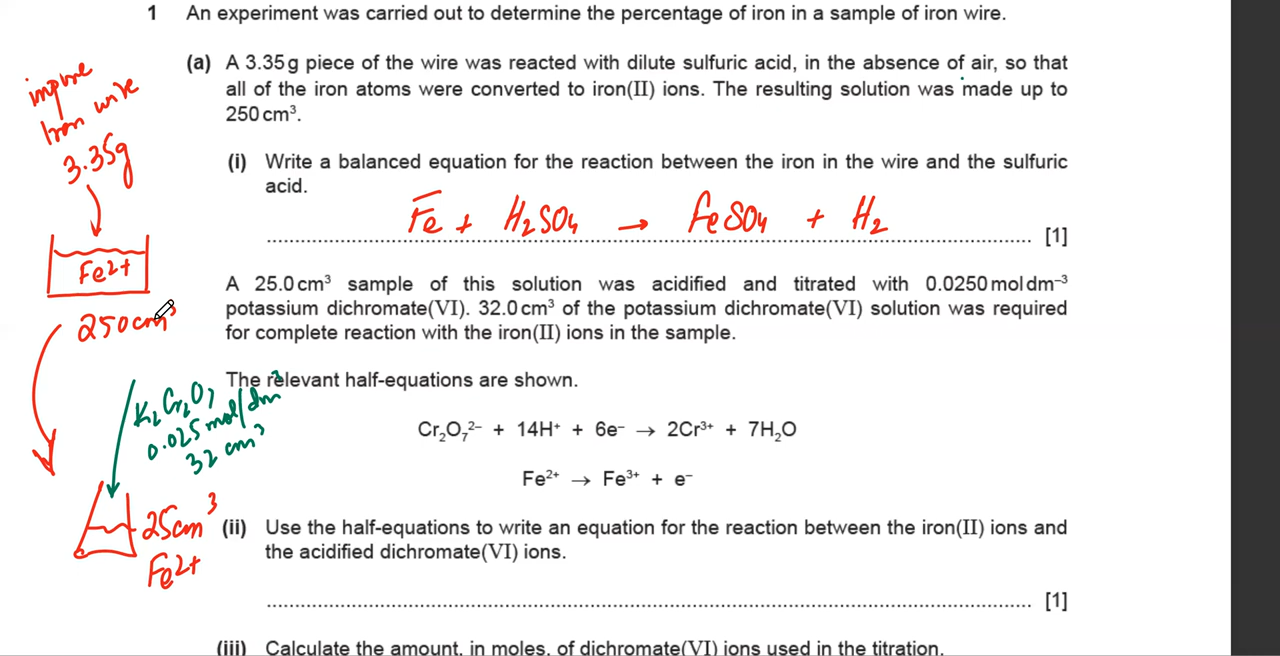 1 An experiment was carried out to determine the percentage of iron in a sample of iron wire.
(a) A 3.35 g piece of the wire was reacted with dilute sulfuric acid, in the absence of air, so that
all of the iron atoms were converted to iron(II) ions. The resulting solution was made up to
250 cm³.
impure
Iron wire
3.35g
(i) Write a balanced equation for the reaction between the iron in the wire and the sulfuric
acid.
Fe + H₂SO₄ → FeSO₄ + H₂
[1]
Fe2+
250cm³
A 25.0 cm³ sample of this solution was acidified and titrated with 0.0250 mol dm⁻³
potassium dichromate(VI). 32.0 cm³ of the potassium dichromate(VI) solution was required
for complete reaction with the iron(II) ions in the sample.
The relevant half-equations are shown.
K₂Cr₂O₇
0.025 mol/dm³
32 cm³
Cr₂O₇²⁻ + 14H⁺ + 6e⁻ → 2Cr³⁺ + 7H₂O
Fe²⁺ → Fe³⁺ + e⁻
25cm³
Fe2+
(ii) Use the half-equations to write an equation for the reaction between the iron(II) ions and
the acidified dichromate(VI) ions.
[1]
(iii) Calculate the amount, in moles, of dichromate(VI) ions used in the titration.